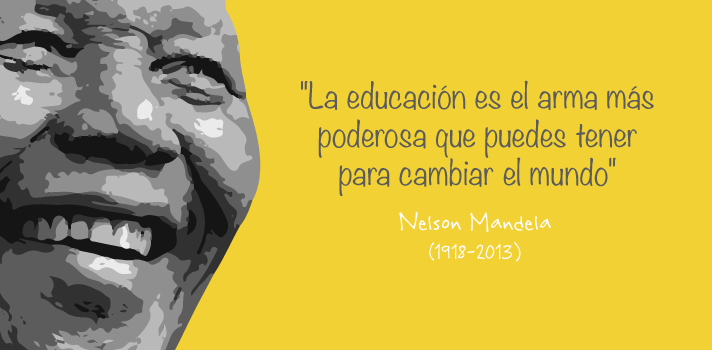 "La educación es el arma más
poderosa que puedes tener
para cambiar el mundo"
Nelson Mandela
(1918-2013)